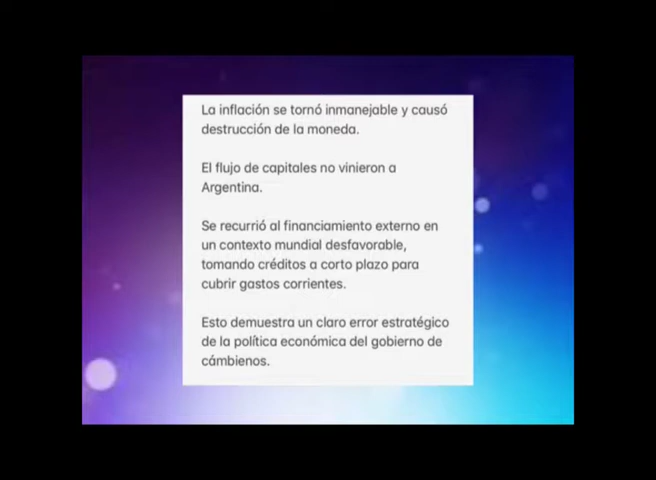 La inflación se tornó inmanejable y causó
destrucción de la moneda.
El flujo de capitales no vinieron a
Argentina.
Se recurrió al financiamiento externo en
un contexto mundial desfavorable,
tomando créditos a corto plazo para
cubrir gastos corrientes.
Esto demuestra un claro error estratégico
de la política económica del gobierno de
cámbienos.